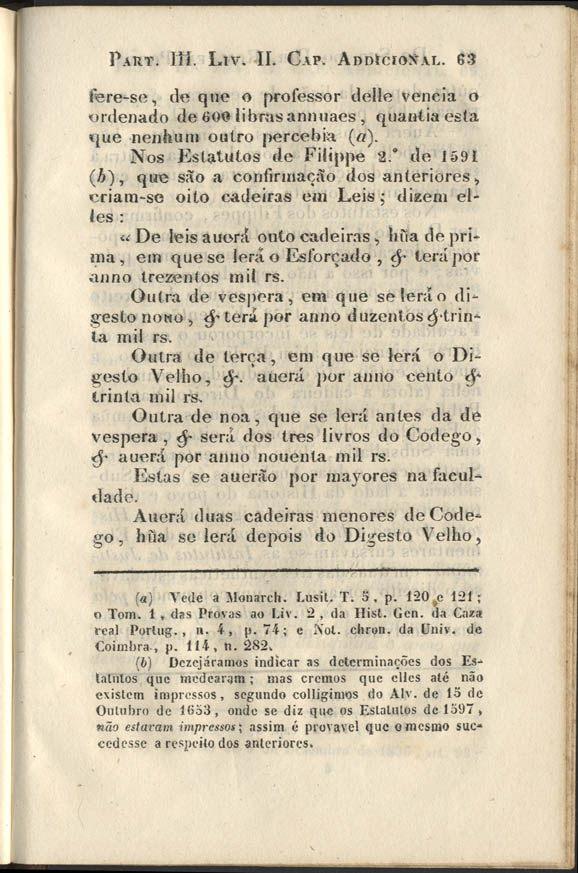 PART. III. LIV. II. CAP. ADDICIONAL. 63
fere-se, de que o professor delle vencia o
ordenado de 600 libras annuaes, quantia esta
que nenhum outro percebia (a).
Nos Estatutos de Filippe 2.º de 1591
(b), que são a confirmação dos anteriores,
criam-se oito cadeiras em Leis; dizem el-
les:
« De leis auerá outo cadeiras, hũa de pri-
ma, em que se lerá o Esforçado, & terá por
anno trezentos mil rs.
Outra de vespera, em que se lerá o di-
gesto nouo, & terá por anno duzentos & trin-
ta mil rs.
Outra de terça, em que se lerá o Di-
gesto Velho, &. auerá por anno cento &
trinta mil rs.
Outra de noa, que se lerá antes da de
vespera, & será dos tres livros do Codego,
& auerá por anno nouenta mil rs.
Estas se auerão por mayores na facul-
dade.
Auerá duas cadeiras menores de Code-
go, hũa se lerá depois do Digesto Velho,
(a) Vede a Monarch. Lusit. T. 5, p. 120 e 121;
o Tom. 1, das Provas ao Liv. 2, da Hist. Gen. da Caza
real Portug., n. 4, p. 74; e Not. chron. da Univ. de
Coimbra, p. 114, n. 282.
(b) Dezejáramos indicar as determinações dos Es-
tatutos que medearam; mas cremos que elles até não
existem impressos, segundo colligimos do Alv. de 15 de
Outubro de 1653, onde se diz que os Estatutos de 1597,
não estavam impressos; assim é provavel que o mesmo suc-
cedesse a respeito dos anteriores.